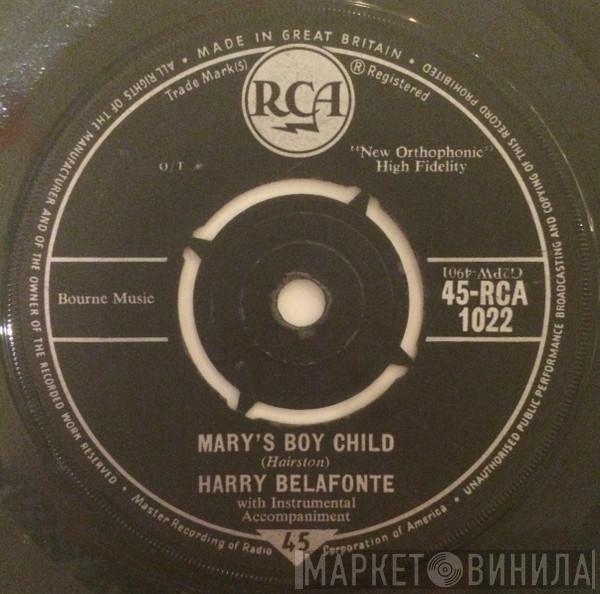 ALL RIGHTS OF THE MANUFACTURER AND OF THE OWNER OF THE RECORDED WORK RESERVED • MADE IN GREAT BRITAIN • UNAUTHORISED PUBLIC PERFORMANCE BROADCASTING AND COPYING OF THIS RECORD PROHIBITED
Trade Mark(s)
® Registered
RCA
O/T
"New Orthophonic"
High Fidelity
G2PW-4901
Bourne Music
45-RCA
1022
MARY'S BOY CHILD
(Hairston)
HARRY BELAFONTE
with Instrumental
Accompaniment
Master Recording of Radio Corporation of America
45
МАРКЕТ ВИНИЛА